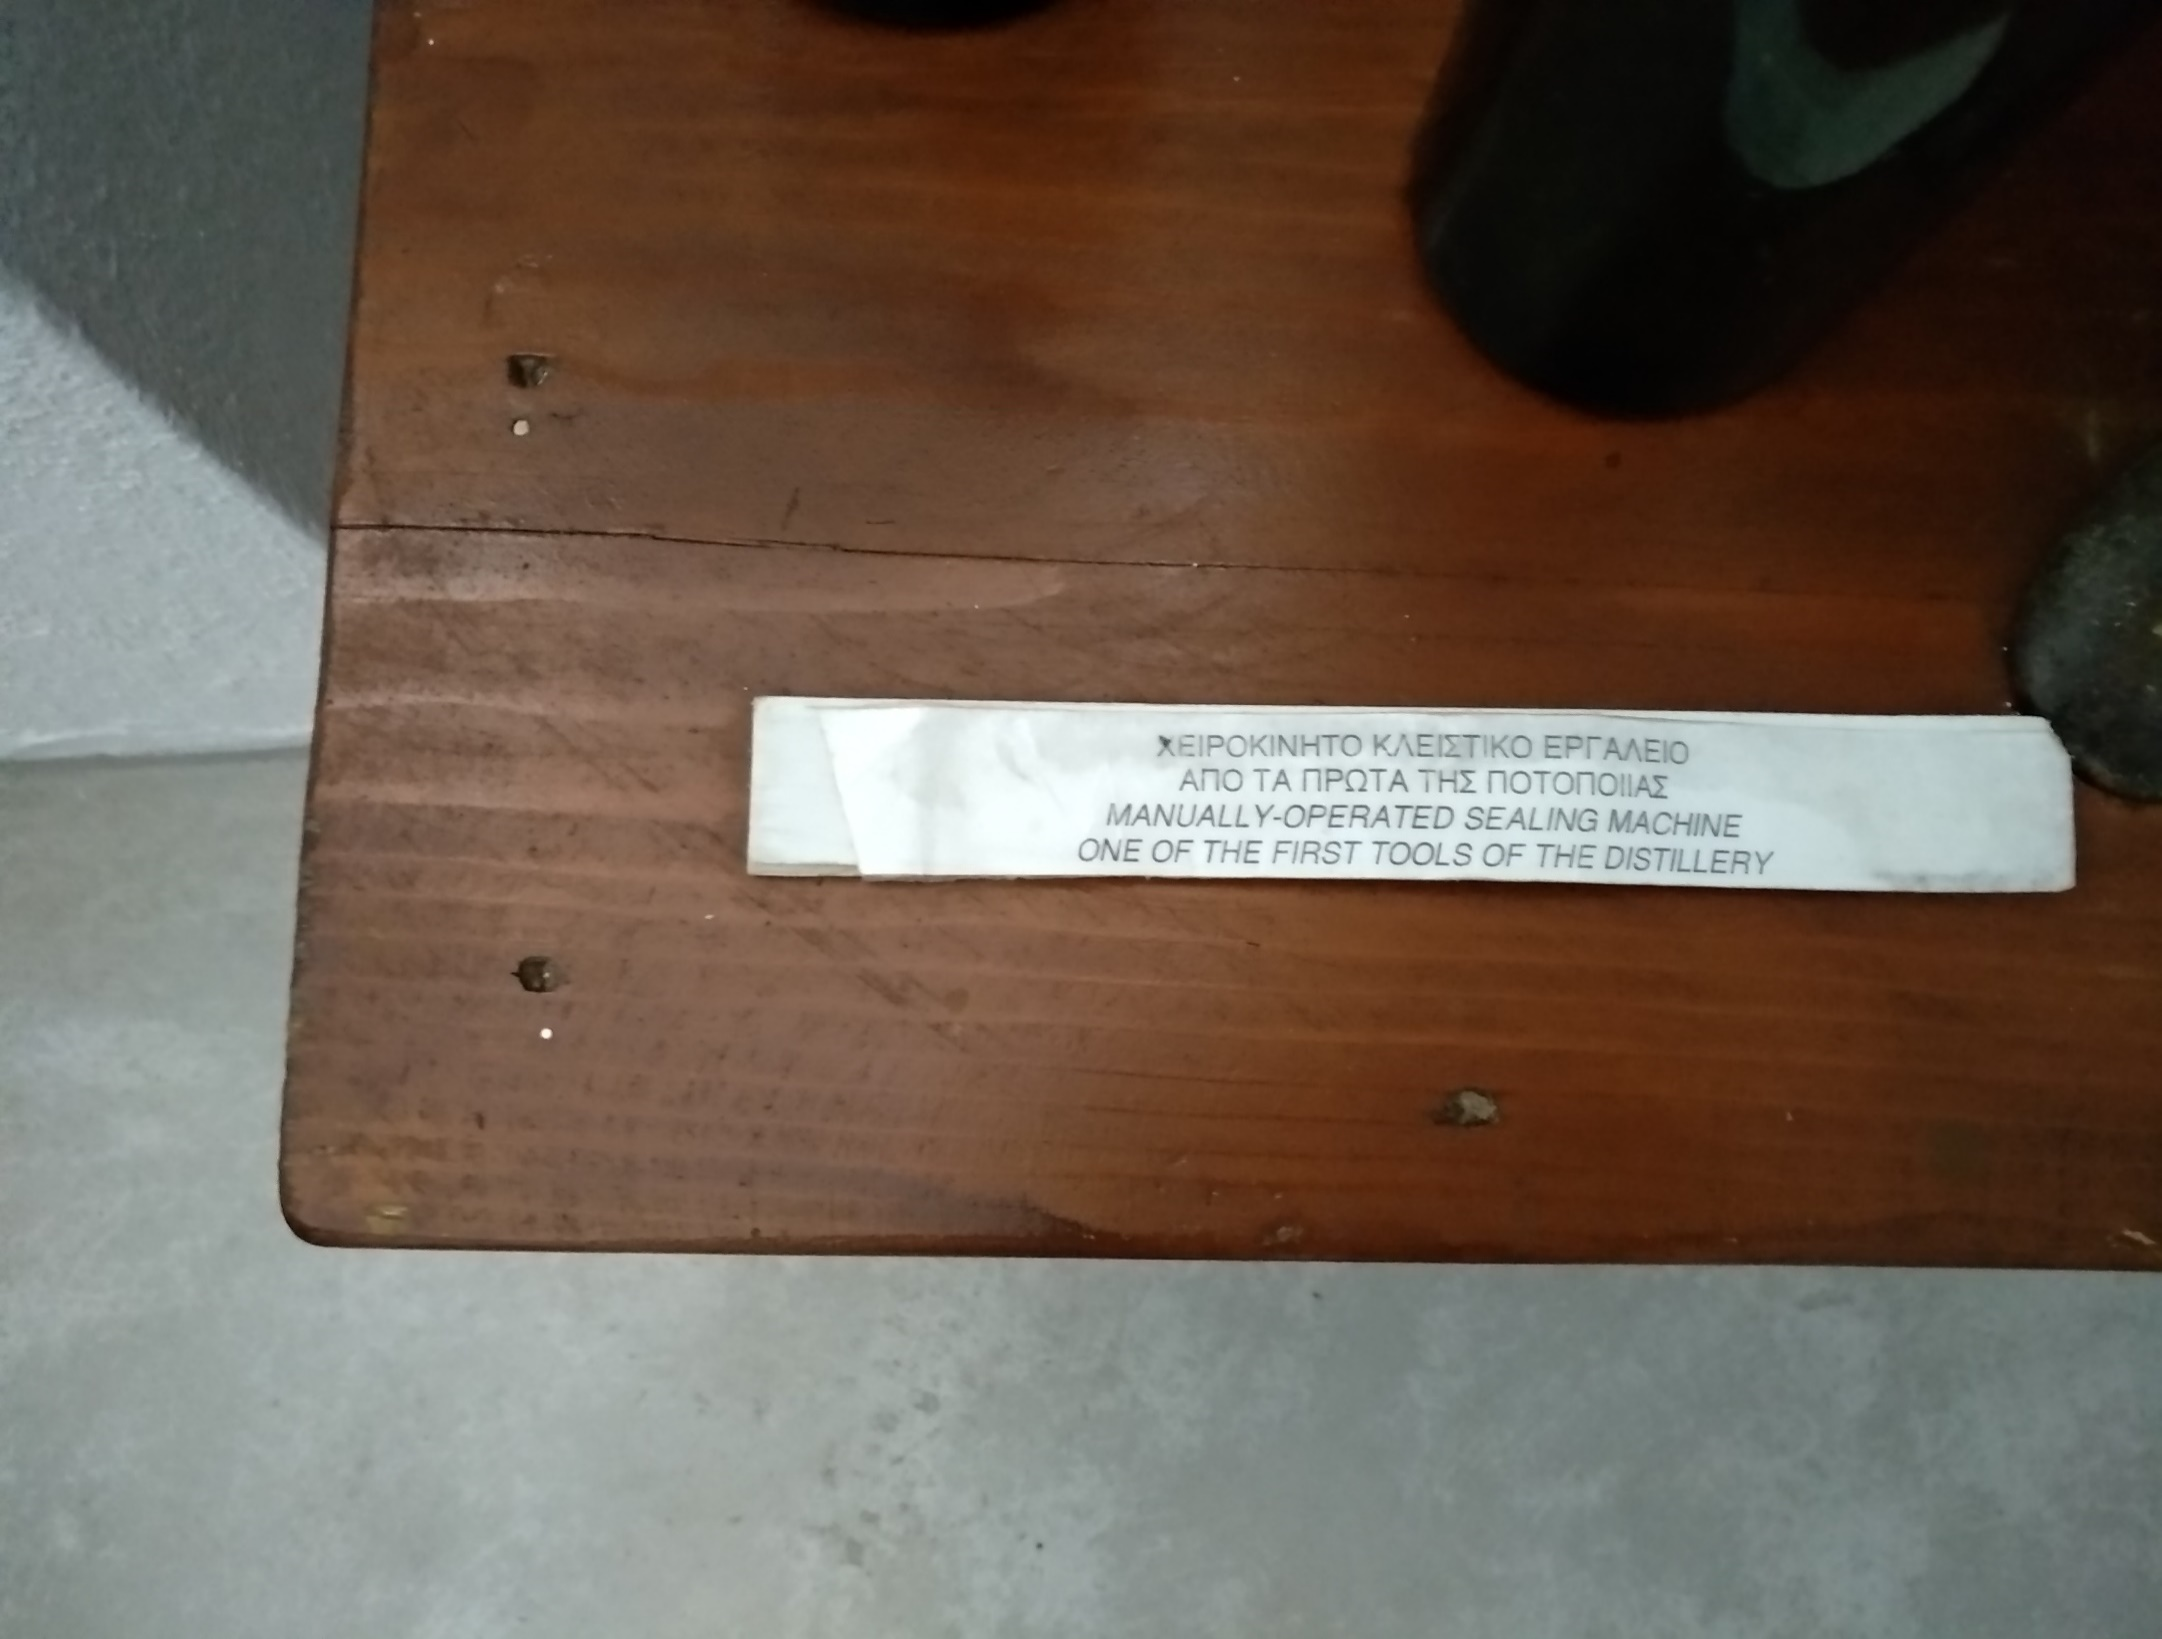 ΧΕΙΡΟΚΙΝΗΤΟ ΚΛΕΙΣΤΙΚΟ ΕΡΓΑΛΕΙΟ
ΑΠΟ ΤΑ ΠΡΩΤΑ ΤΗΣ ΠΟΤΟΠΟΙΙΑΣ
MANUALLY-OPERATED SEALING MACHINE
ONE OF THE FIRST TOOLS OF THE DISTILLERY